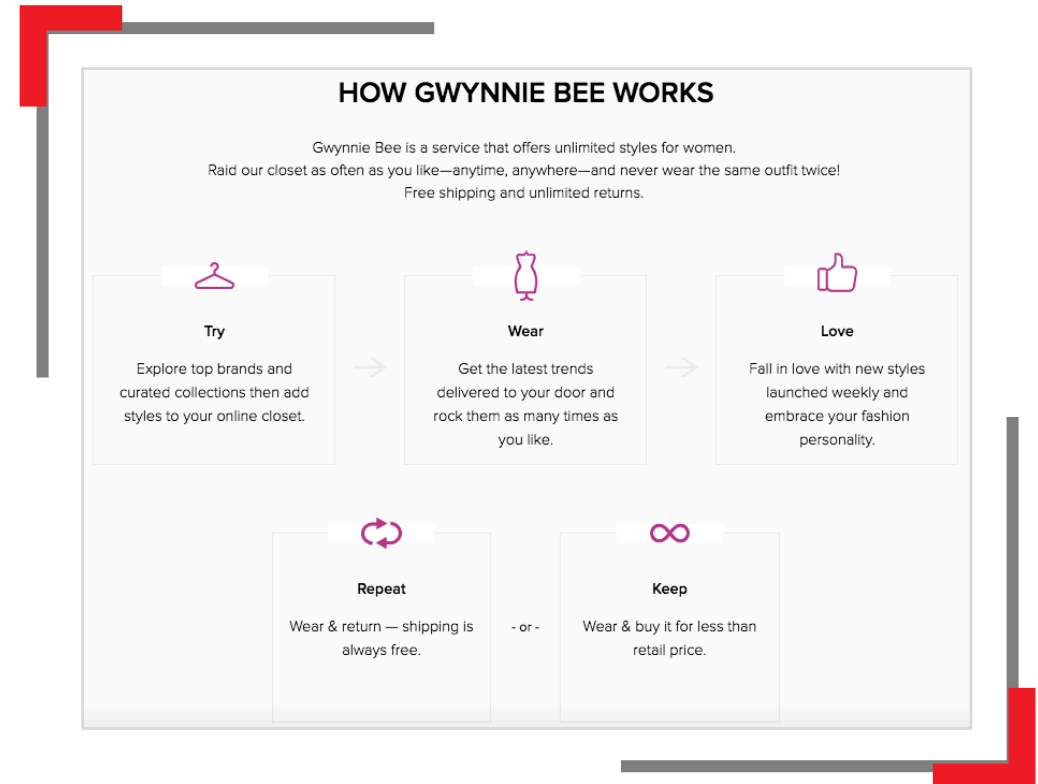 HOW GWYNNIE BEE WORKS
Gwynnie Bee is a service that offers unlimited styles for women.
Raid our closet as often as you like—anytime, anywhere—and never wear the same outfit twice!
Free shipping and unlimited returns.
Try
Explore top brands and
curated collections then add
styles to your online closet.
Wear
Get the latest trends
delivered to your door and
rock them as many times as
you like.
Love
Fall in love with new styles
launched weekly and
embrace your fashion
personality.
Repeat
Wear & return — shipping is
always free.
- or -
Keep
Wear & buy it for less than
retail price.